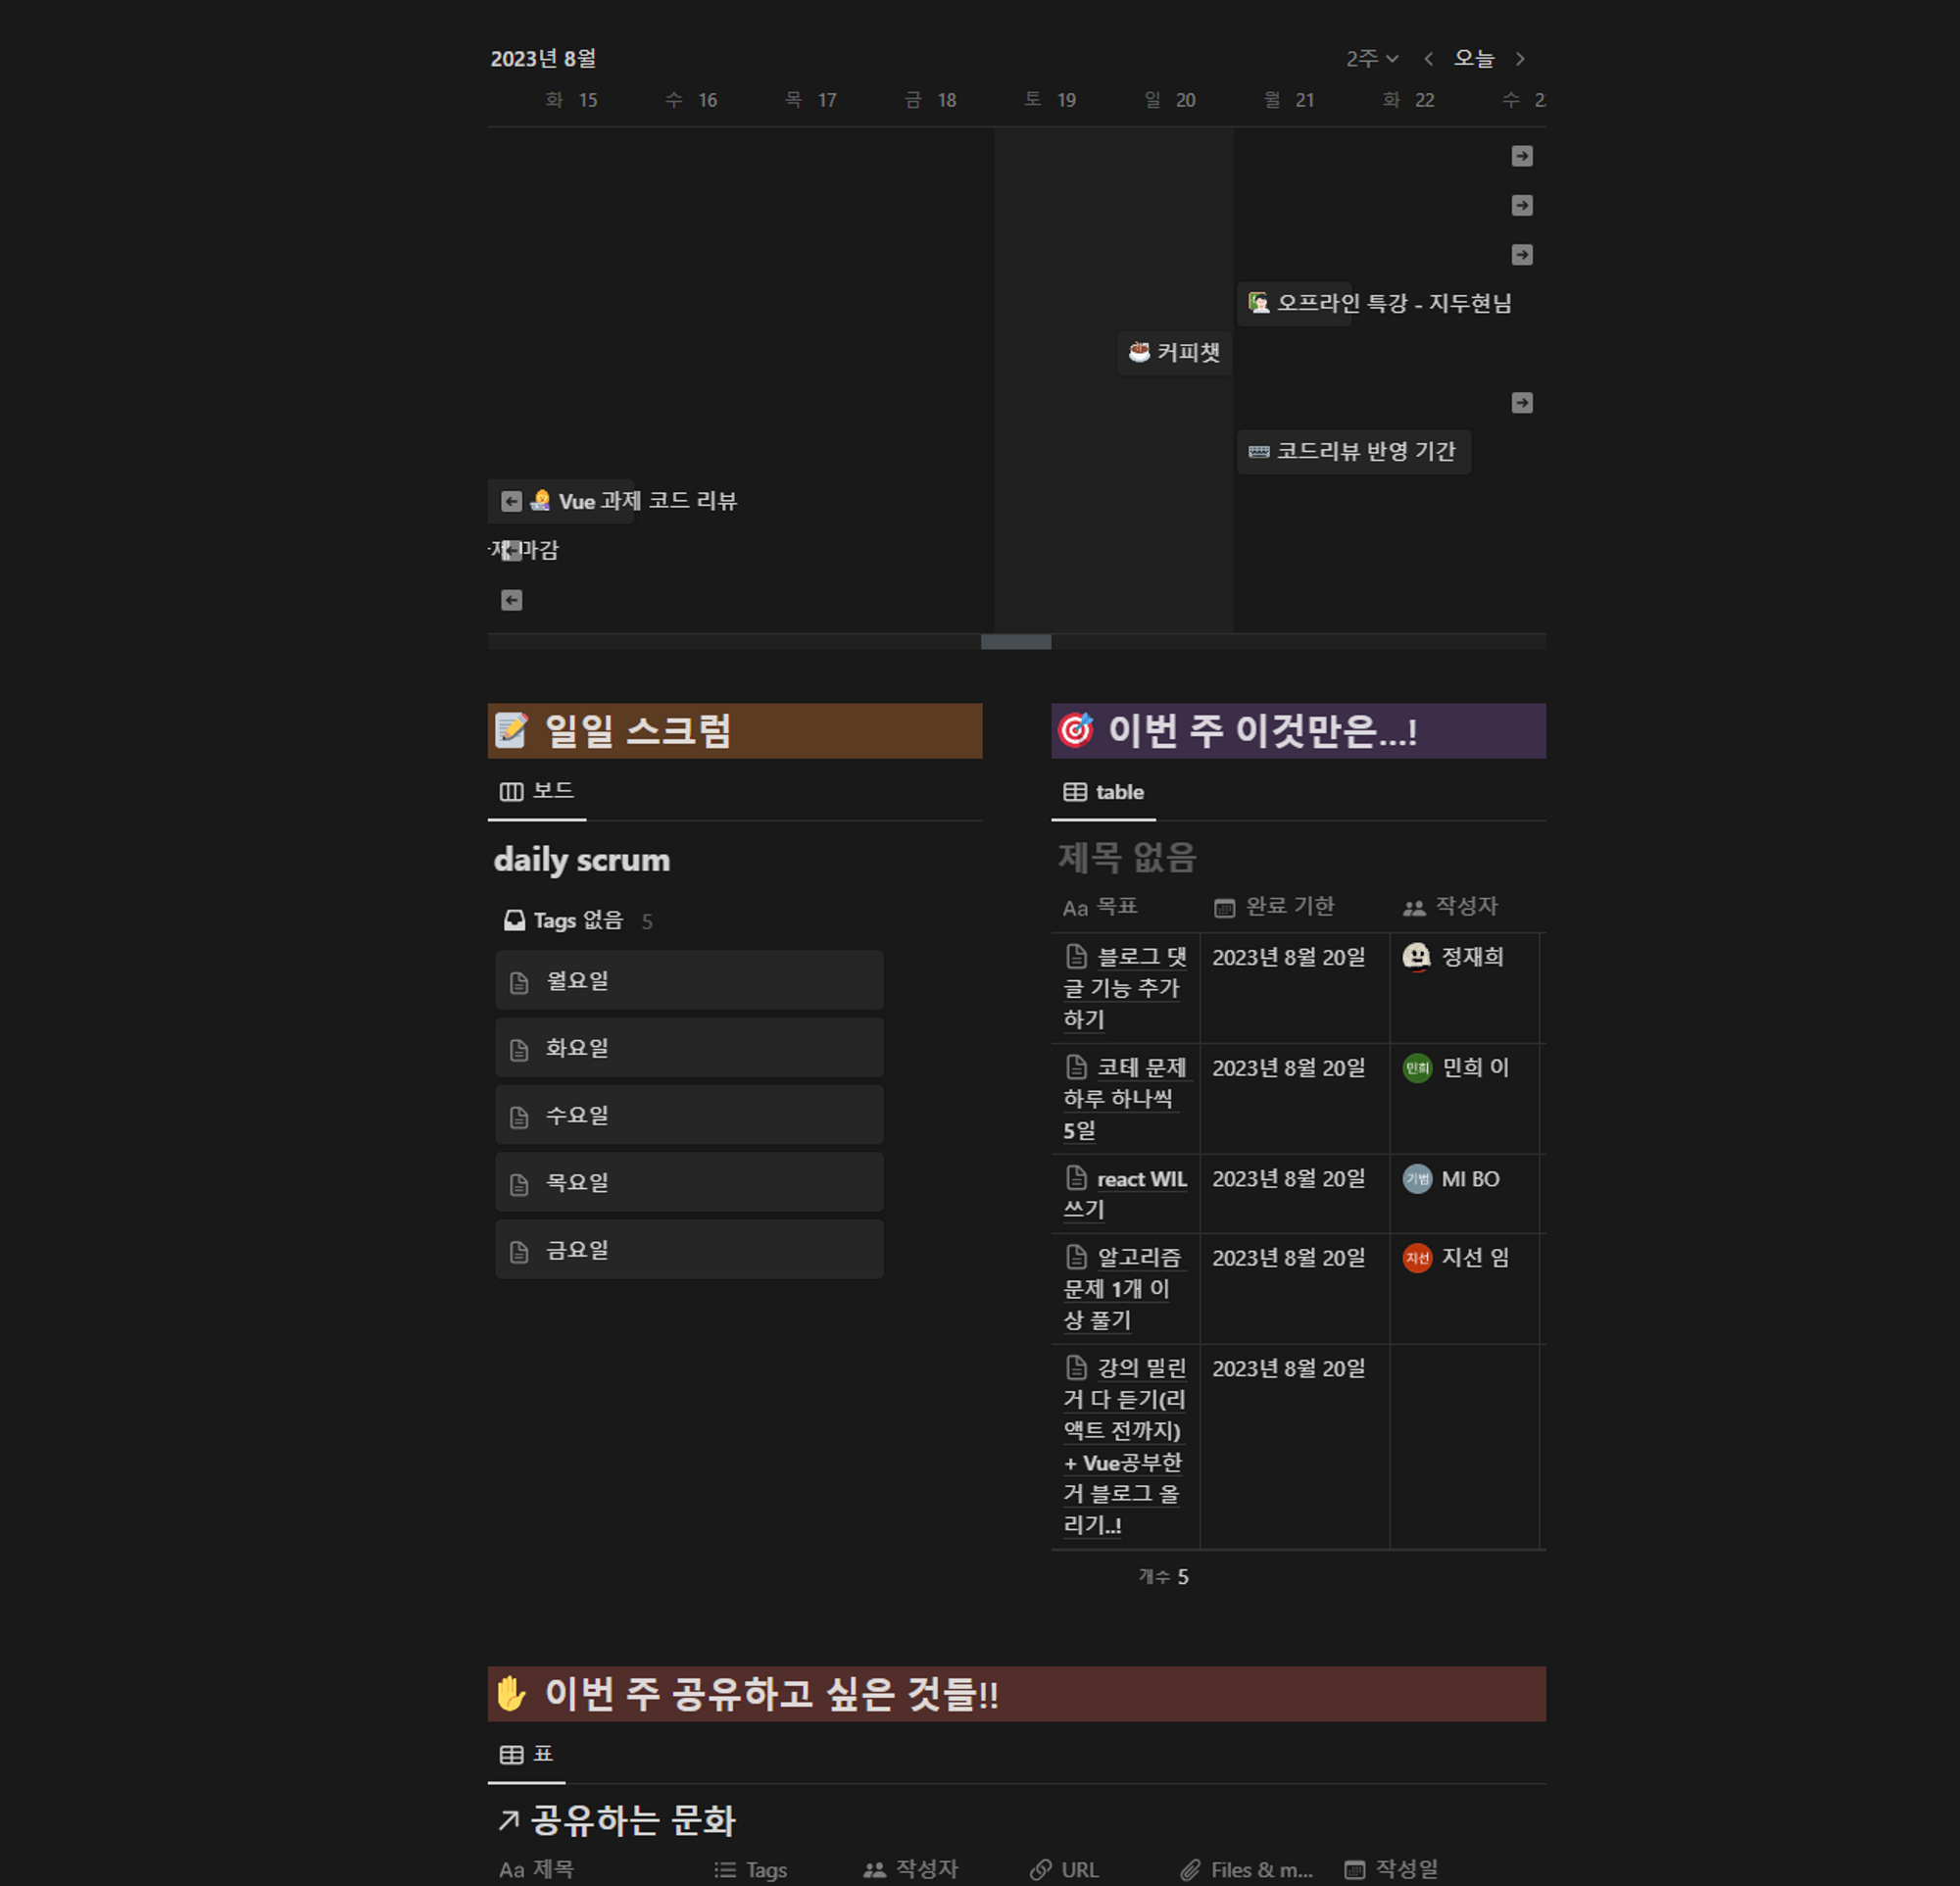 2023년 8월
2주
오늘
화 15
수 16
목 17
금 18
토 19
일 20
월 21
화 22
수
오프라인 특강 - 지두현님
커피챗
코드리뷰 반영 기간
Vue 과제 코드 리뷰
마감
일일 스크럼
보드
daily scrum
Tags 없음 5
월요일
화요일
수요일
목요일
금요일
이번 주 이것만은...!
table
제목 없음
Aa 목표
완료 기한
작성자
블로그 댓
글 기능 추가
하기
2023년 8월 20일
정재희
코테 문제
하루 하나씩
5일
2023년 8월 20일
민희
민희 이
react WIL
쓰기
2023년 8월 20일
기범
MI BO
알고리즘
문제 1개 이
상 풀기
2023년 8월 20일
지선
지선 임
강의 밀린
거 다 듣기(리
액트 전까지)
+ Vue공부한
거 블로그 올
리기..!
2023년 8월 20일
개수 5
이번 주 공유하고 싶은 것들!!
표
공유하는 문화
Aa 제목
Tags
작성자
URL
Files & m...
작성일